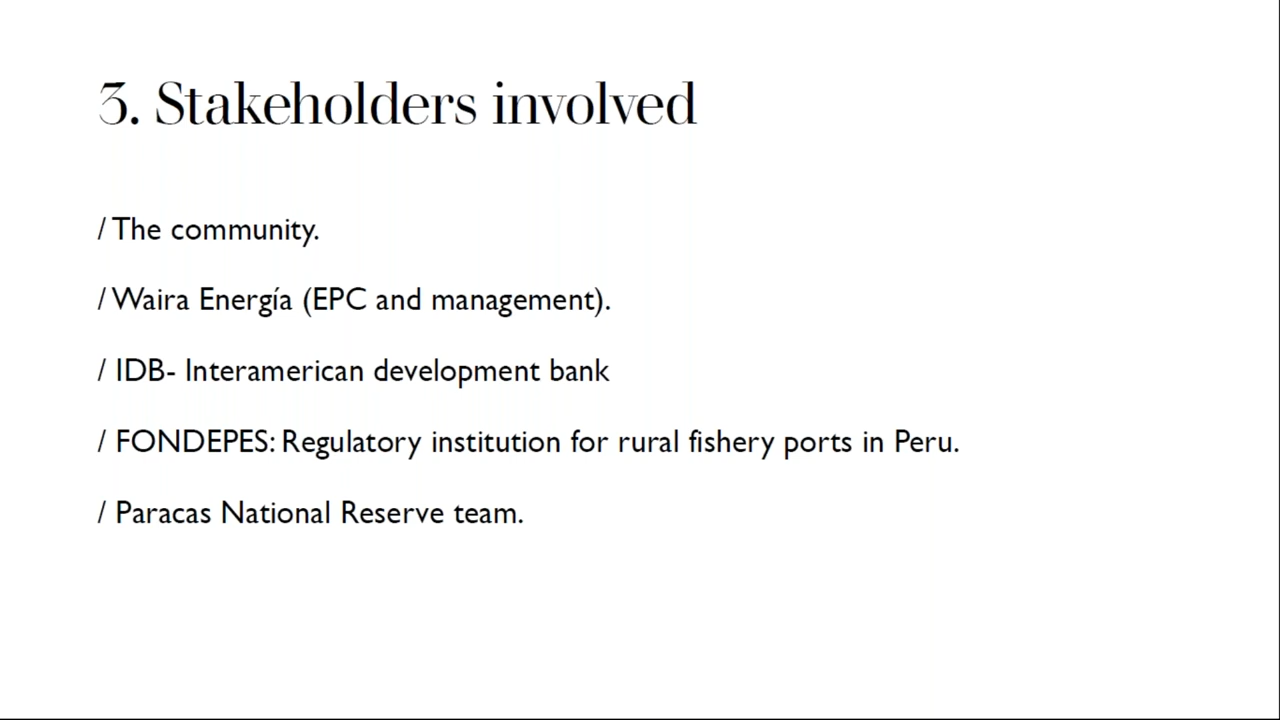 3. Stakeholders involved
/ The community.
/ Waira Energía (EPC and management).
/ IDB- Interamerican development bank
/ FONDEPES: Regulatory institution for rural fishery ports in Peru.
/ Paracas National Reserve team.